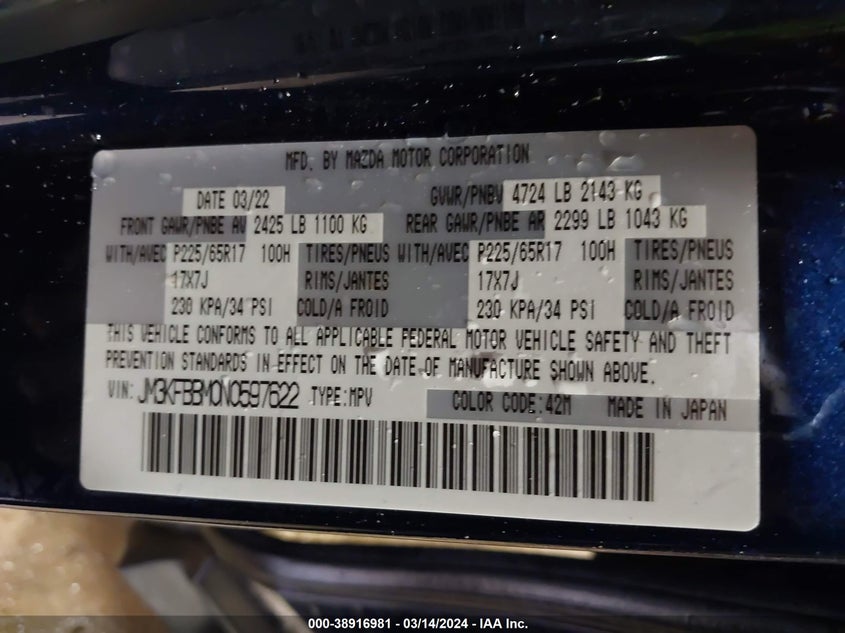 MFD. BY MAZDA MOTOR CORPORATION
DATE 03/22 GVWR/PNBV 4724 LB 2143 KG
FRONT GAWR/PNBE AV 2425 LB 1100 KG REAR GAWR/PNBE AR 2299 LB 1043 KG
WITH/AVEC P225/65R17 100H TIRES/PNEUS WITH/AVEC P225/65R17 100H TIRES/PNEUS
17X7J RIMS/JANTES 17X7J RIMS/JANTES
230 KPA/34 PSI COLD/A FROID 230 KPA/34 PSI COLD/A FROID
THIS VEHICLE CONFORMS TO ALL APPLICABLE FEDERAL MOTOR VEHICLE SAFETY AND THEFT
PREVENTION STANDARDS IN EFFECT ON THE DATE OF MANUFACTURE SHOWN ABOVE.
VIN: JM3KFBBM0N0597622 TYPE:MPV COLOR CODE:42M MADE IN JAPAN
000-38916981 - 03/14/2024 - IAA Inc.